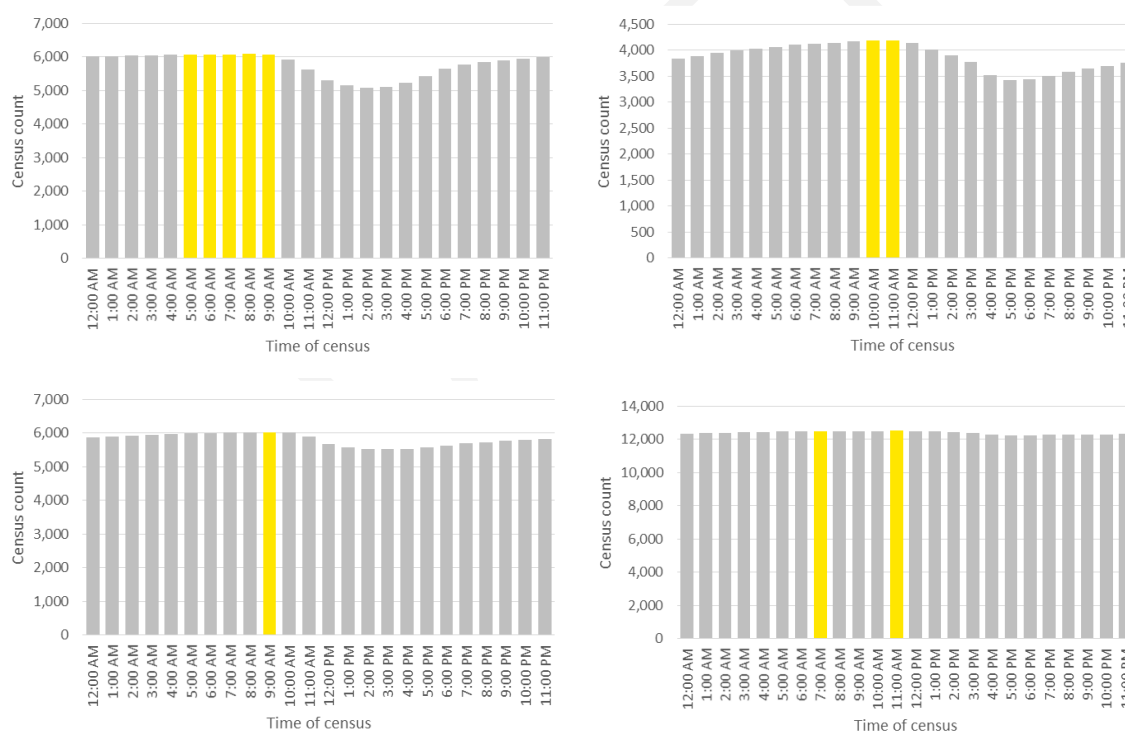 7,000
6,000
5,000
4,000
3,000
2,000
1,000
0
Census count
12:00 AM
1:00 AM
2:00 AM
3:00 AM
4:00 AM
5:00 AM
6:00 AM
7:00 AM
8:00 AM
9:00 AM
10:00 AM
11:00 AM
12:00 PM
1:00 PM
2:00 PM
3:00 PM
4:00 PM
5:00 PM
6:00 PM
7:00 PM
8:00 PM
9:00 PM
10:00 PM
11:00 PM
Time of census
4,500
4,000
3,500
3,000
2,500
2,000
1,500
1,000
500
0
Census count
12:00 AM
1:00 AM
2:00 AM
3:00 AM
4:00 AM
5:00 AM
6:00 AM
7:00 AM
8:00 AM
9:00 AM
10:00 AM
11:00 AM
12:00 PM
1:00 PM
2:00 PM
3:00 PM
4:00 PM
5:00 PM
6:00 PM
7:00 PM
8:00 PM
9:00 PM
10:00 PM
11:00 PM
Time of census
7,000
6,000
5,000
4,000
3,000
2,000
1,000
0
Census count
12:00 AM
1:00 AM
2:00 AM
3:00 AM
4:00 AM
5:00 AM
6:00 AM
7:00 AM
8:00 AM
9:00 AM
10:00 AM
11:00 AM
12:00 PM
1:00 PM
2:00 PM
3:00 PM
4:00 PM
5:00 PM
6:00 PM
7:00 PM
8:00 PM
9:00 PM
10:00 PM
11:00 PM
Time of census
14,000
12,000
10,000
8,000
6,000
4,000
2,000
0
Census count
12:00 AM
1:00 AM
2:00 AM
3:00 AM
4:00 AM
5:00 AM
6:00 AM
7:00 AM
8:00 AM
9:00 AM
10:00 AM
11:00 AM
12:00 PM
1:00 PM
2:00 PM
3:00 PM
4:00 PM
5:00 PM
6:00 PM
7:00 PM
8:00 PM
9:00 PM
10:00 PM
11:00 PM
Time of census